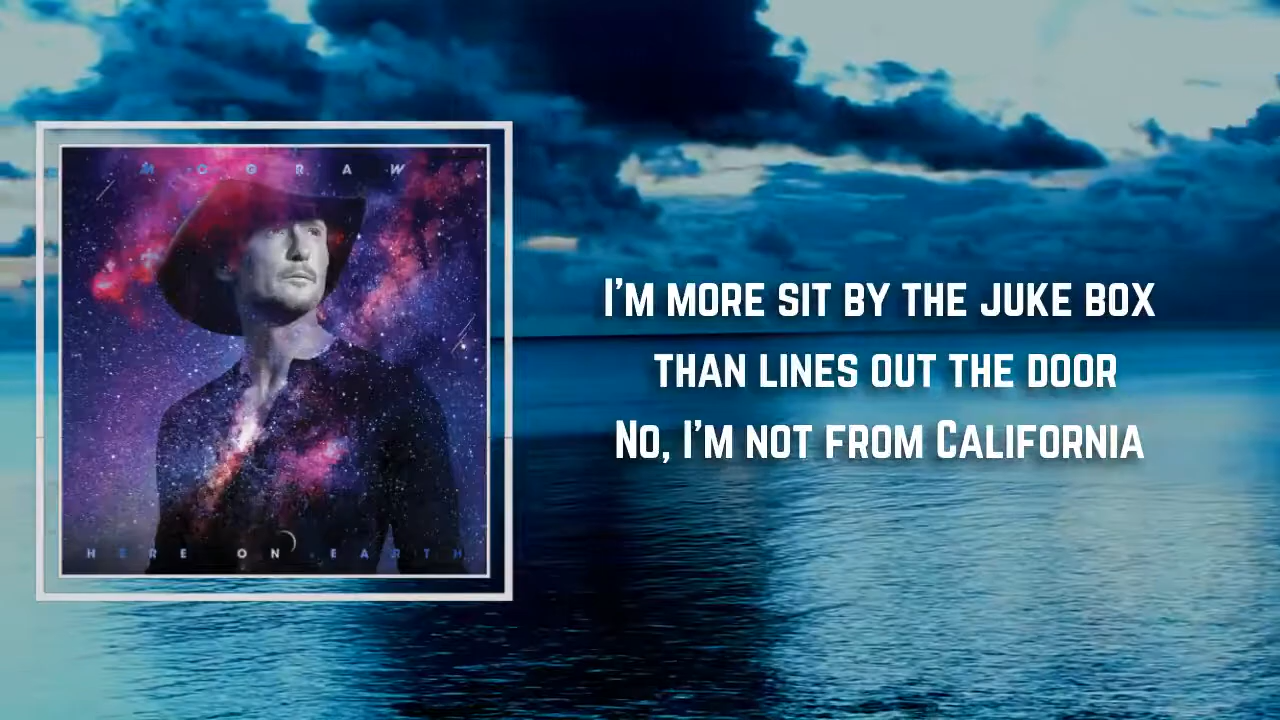 MCGRAW
HERE ON EARTH
I'm more sit by the juke box
than lines out the door
No, I'm not from California